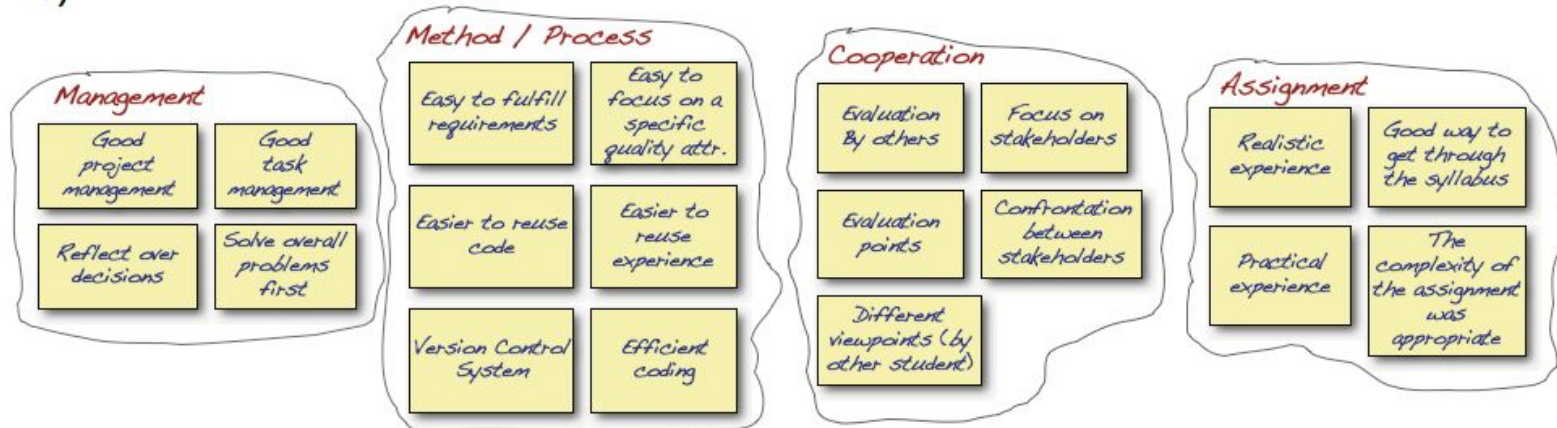 Management
Good
project
management
Good
task
management
Reflect over
decisions
Solve overall
problems
first
Method / Process
Easy to fulfill
requirements
Easy to
focus on a
specific
quality attr.
Easier to reuse
code
Easier to
reuse
experience
Version Control
System
Efficient
coding
Cooperation
Evaluation
By others
Focus on
stakeholders
Evaluation
points
Confrontation
between
stakeholders
Different
viewpoints (by
other student)
Assignment
Realistic
experience
Good way to
get through
the syllabus
Practical
experience
The
complexity of
the assignment
was
appropriate